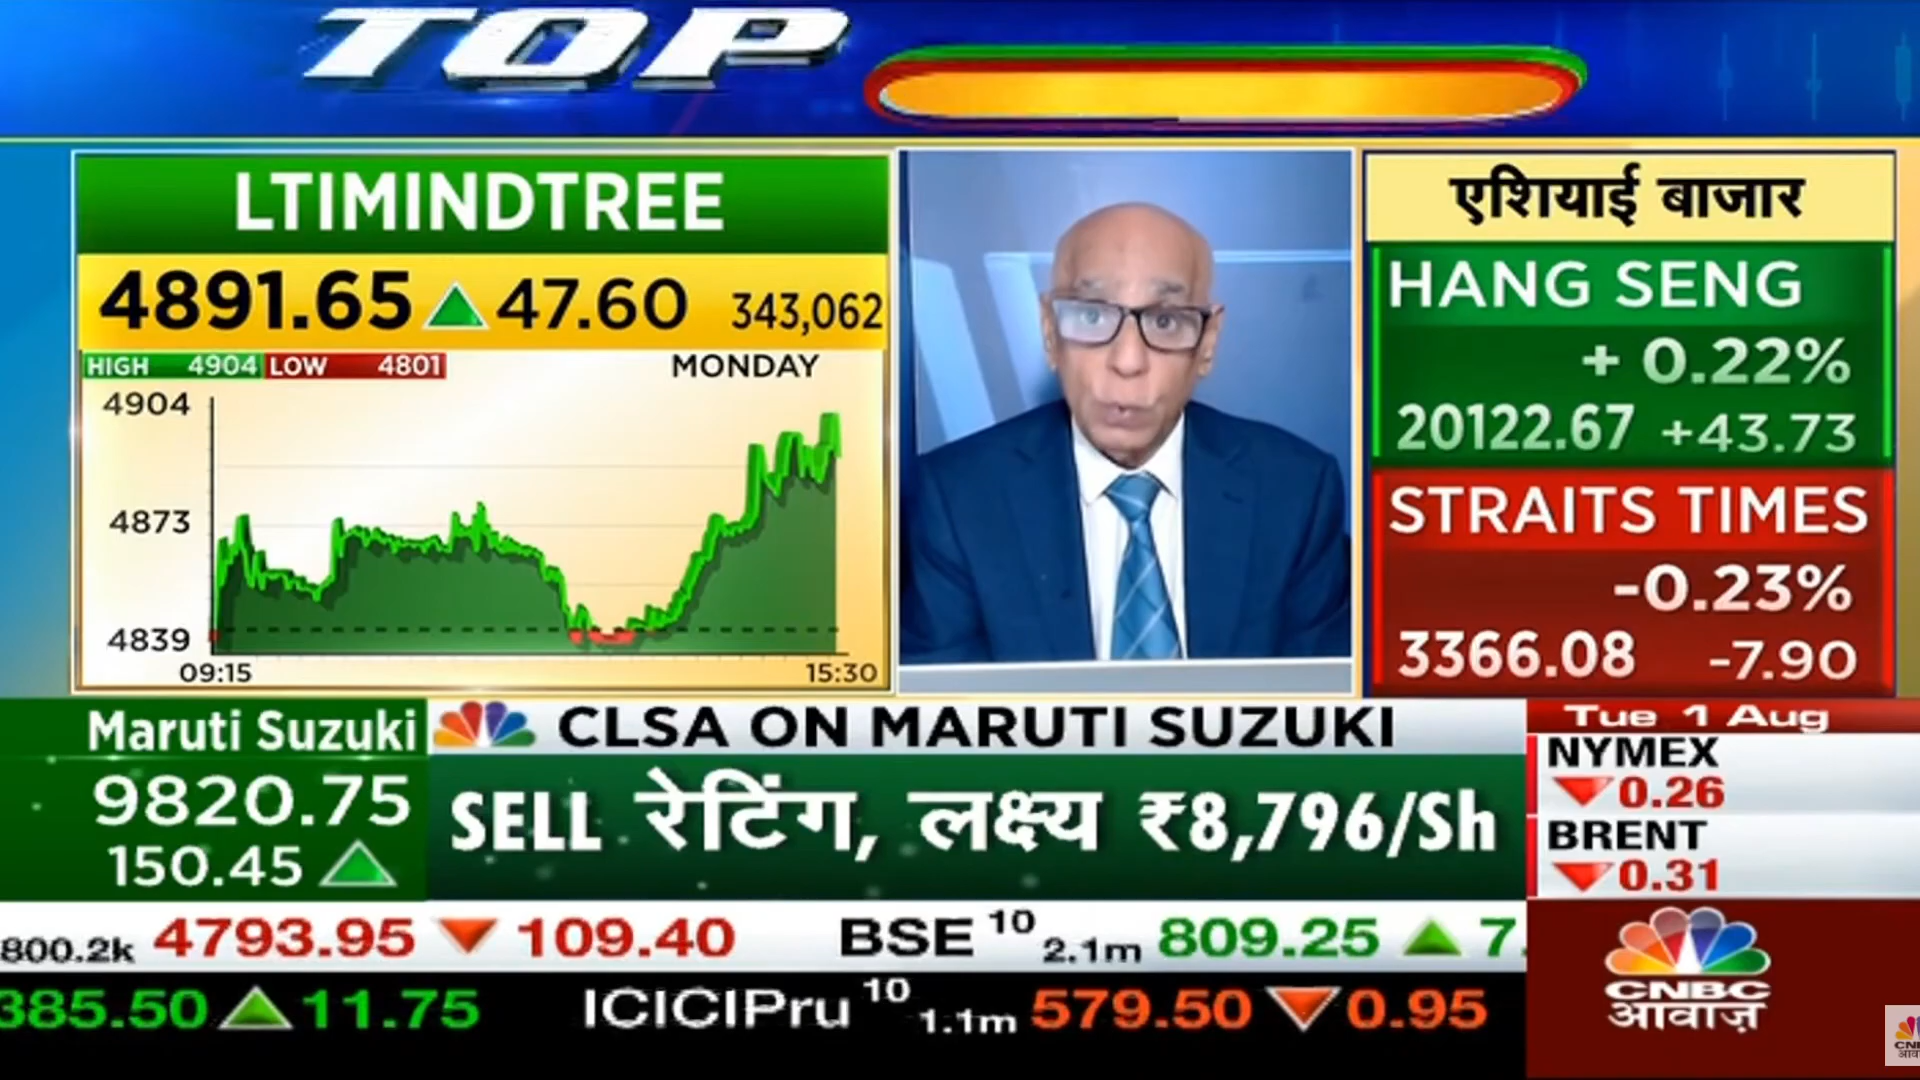 TOP
LTIMINDTREE
4891.65 ▲ 47.60 343,062
HIGH 4904 LOW 4801 MONDAY
4904
4873
4839
09:15 15:30
एशियाई बाजार
HANG SENG
+ 0.22%
20122.67 +43.73
STRAITS TIMES
-0.23%
3366.08 -7.90
Maruti Suzuki
9820.75
150.45 ▲
CLSA ON MARUTI SUZUKI
SELL रेटिंग, लक्ष्य ₹8,796/Sh
Tue 1 Aug
NYMEX
▼ 0.26
BRENT
▼ 0.31
800.2k 4793.95 ▼ 109.40 BSE 10 2.1m 809.25 ▲ 7.
385.50 ▲ 11.75 ICICIPru 10 1.1m 579.50 ▼ 0.95
CNBC
आवाज़